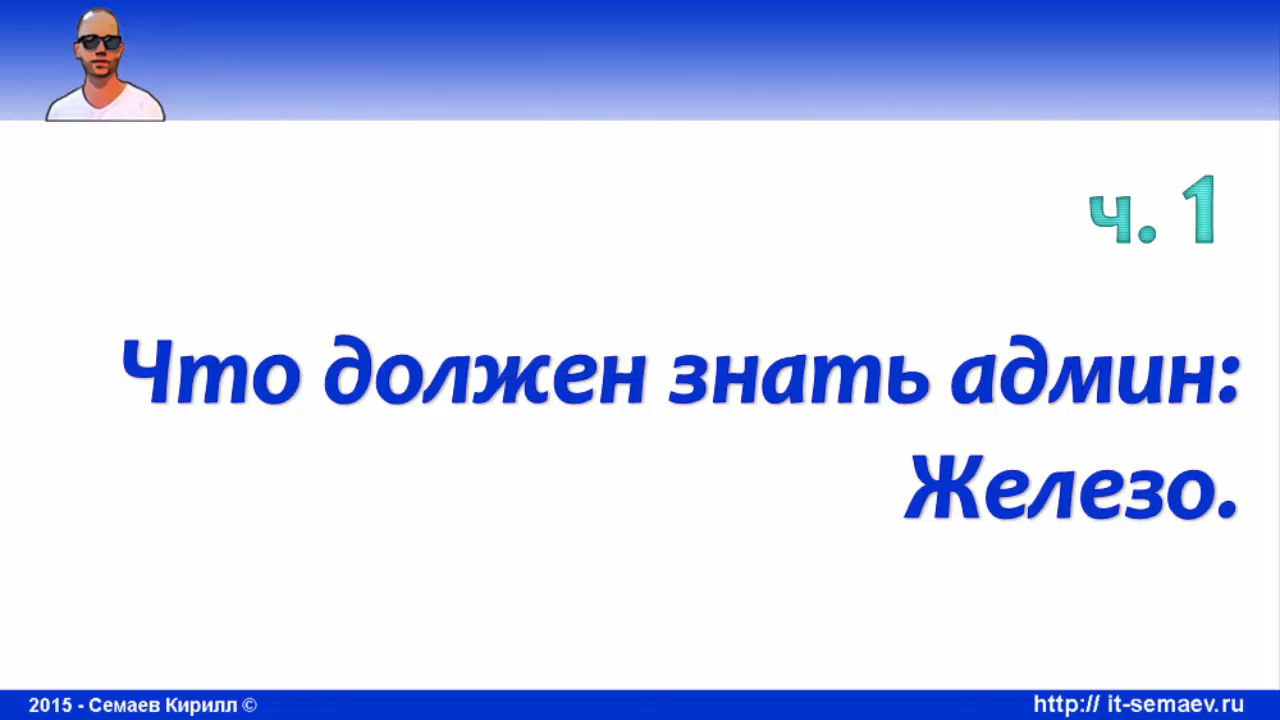 ч. 1
Что должен знать админ:
Железо.
2015 - Семаев Кирилл ©
http:// it-semaev.ru